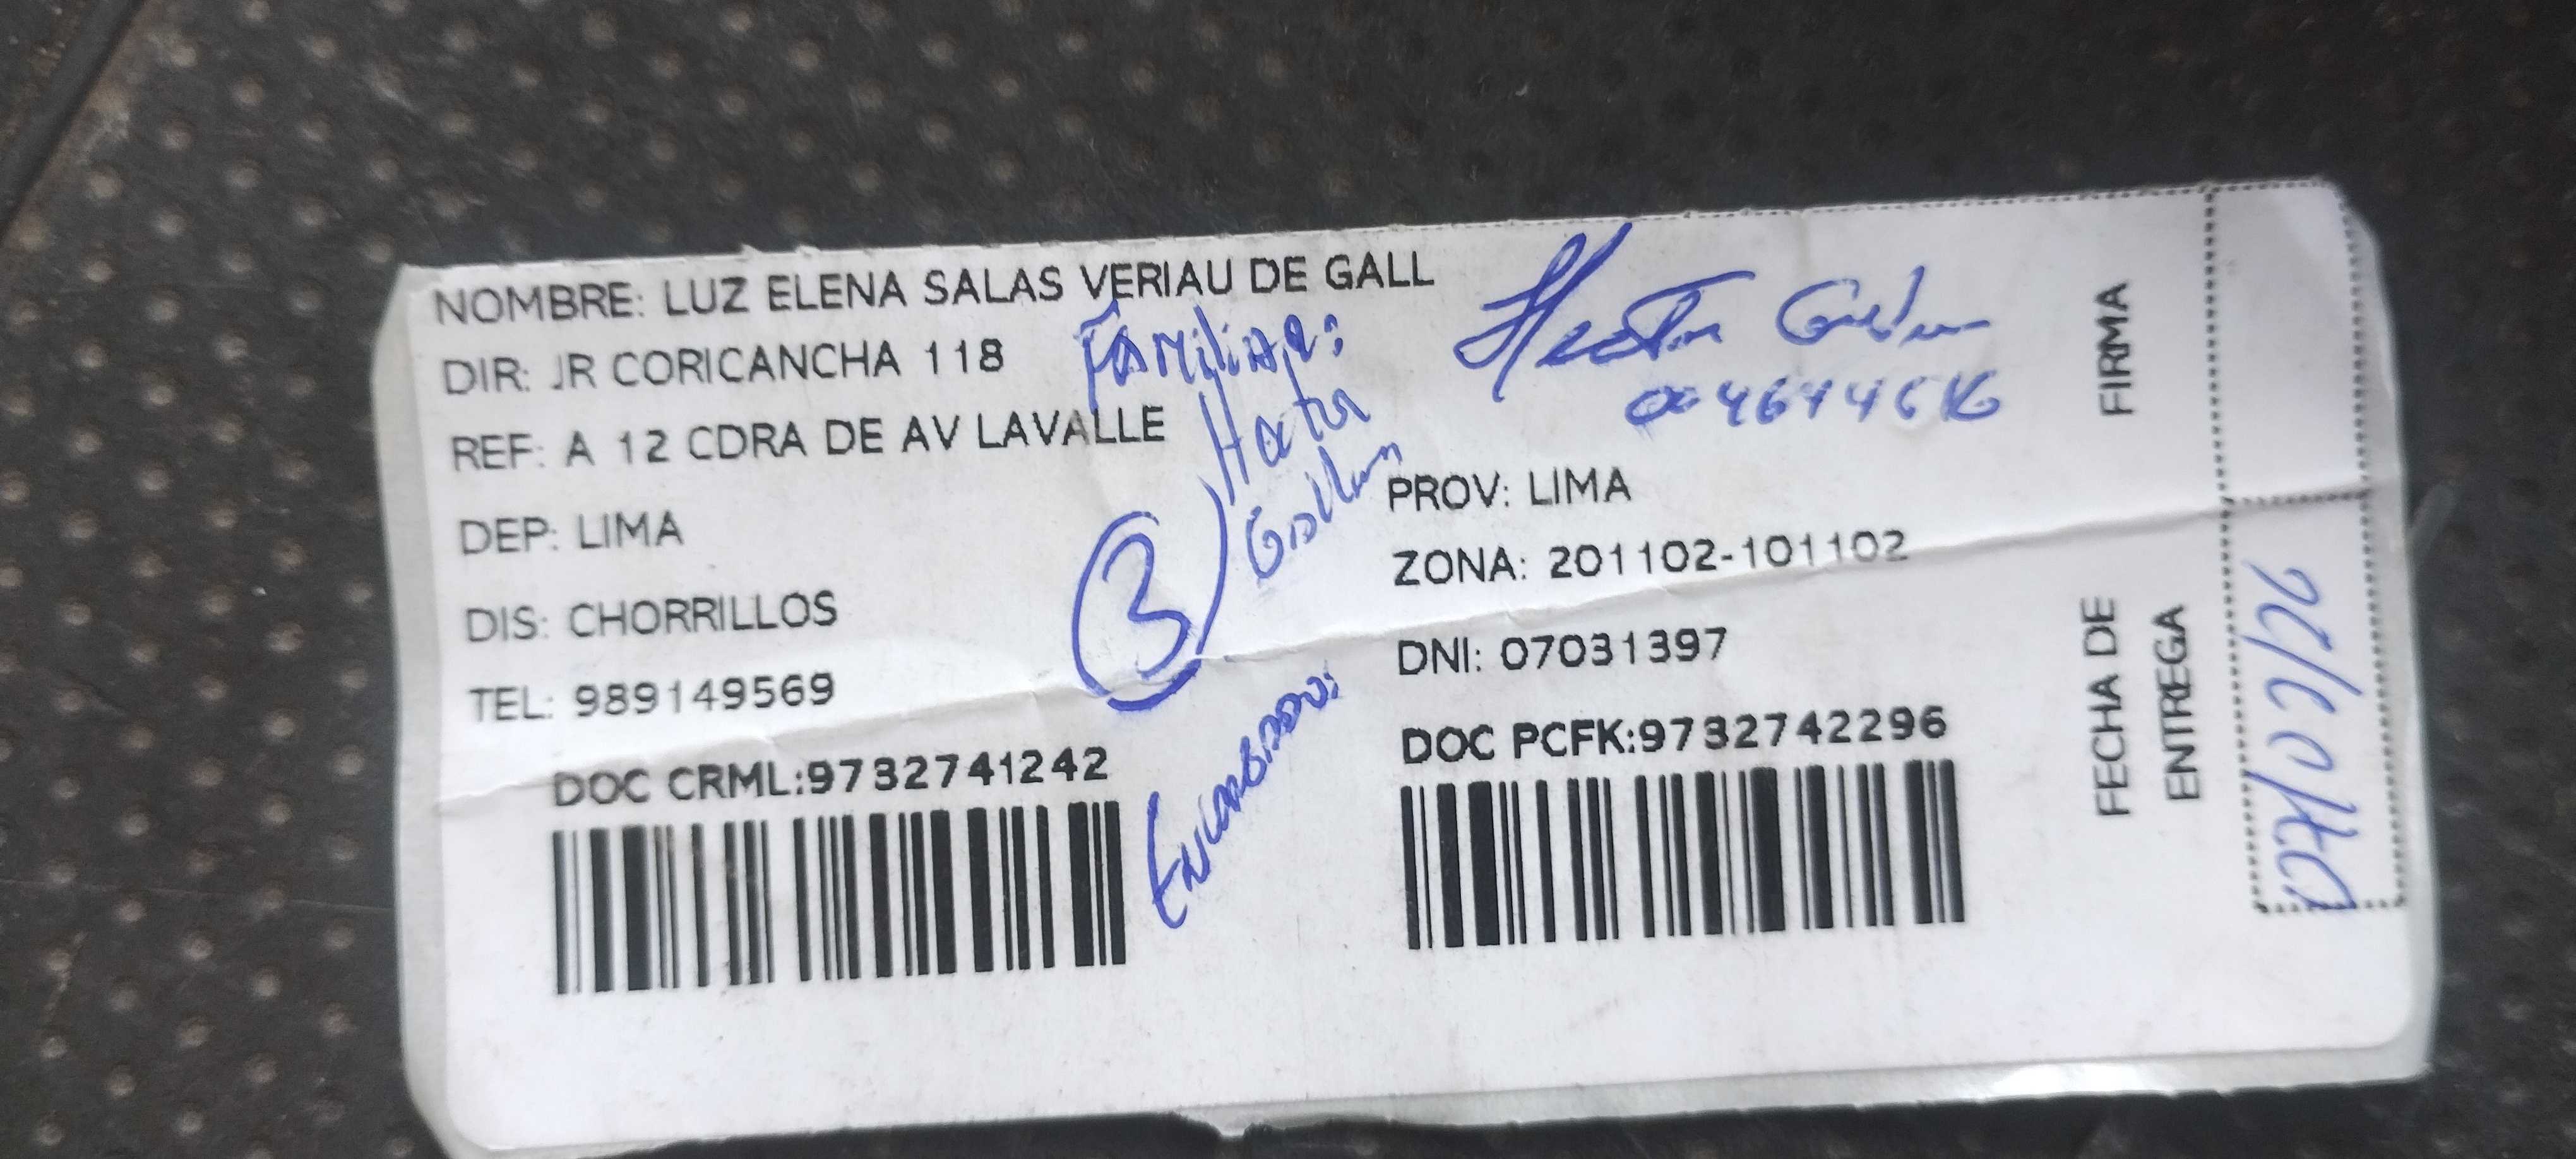 NOMBRE: LUZ ELENA SALAS VERIAU DE GALL
DIR: JR CORICANCHA 118
REF: A 12 CDRA DE AV LAVALLE
DEP: LIMA
PROV: LIMA
ZONA: 201102-101102
DIS: CHORRILLOS
DNI: 07031397
TEL: 989149569
DOC CRML:9732741242
DOC PCFK:9732742296
Familiar:
3
FIRMA
FECHA DE
ENTREGA